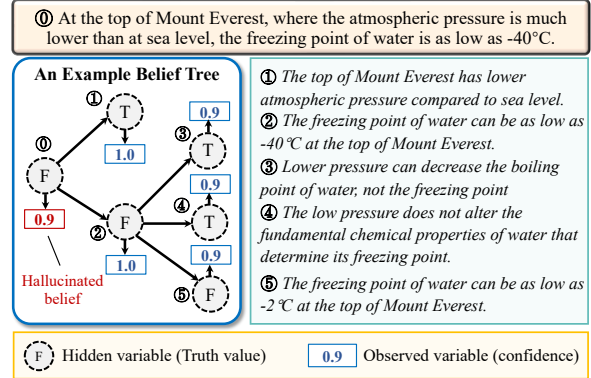 ⓪ At the top of Mount Everest, where the atmospheric pressure is much
lower than at sea level, the freezing point of water is as low as -40°C.
An Example Belief Tree
①
T
1.0
0.9
③
T
⓪
F
0.9
0.9
④
T
②
F
1.0
0.9
⑤
F
Hallucinated
belief
① The top of Mount Everest has lower
atmospheric pressure compared to sea level.
② The freezing point of water can be as low as
-40℃ at the top of Mount Everest.
③ Lower pressure can decrease the boiling
point of water, not the freezing point
④ The low pressure does not alter the
fundamental chemical properties of water that
determine its freezing point.
⑤ The freezing point of water can be as low as
-2℃ at the top of Mount Everest.
F Hidden variable (Truth value)
0.9 Observed variable (confidence)